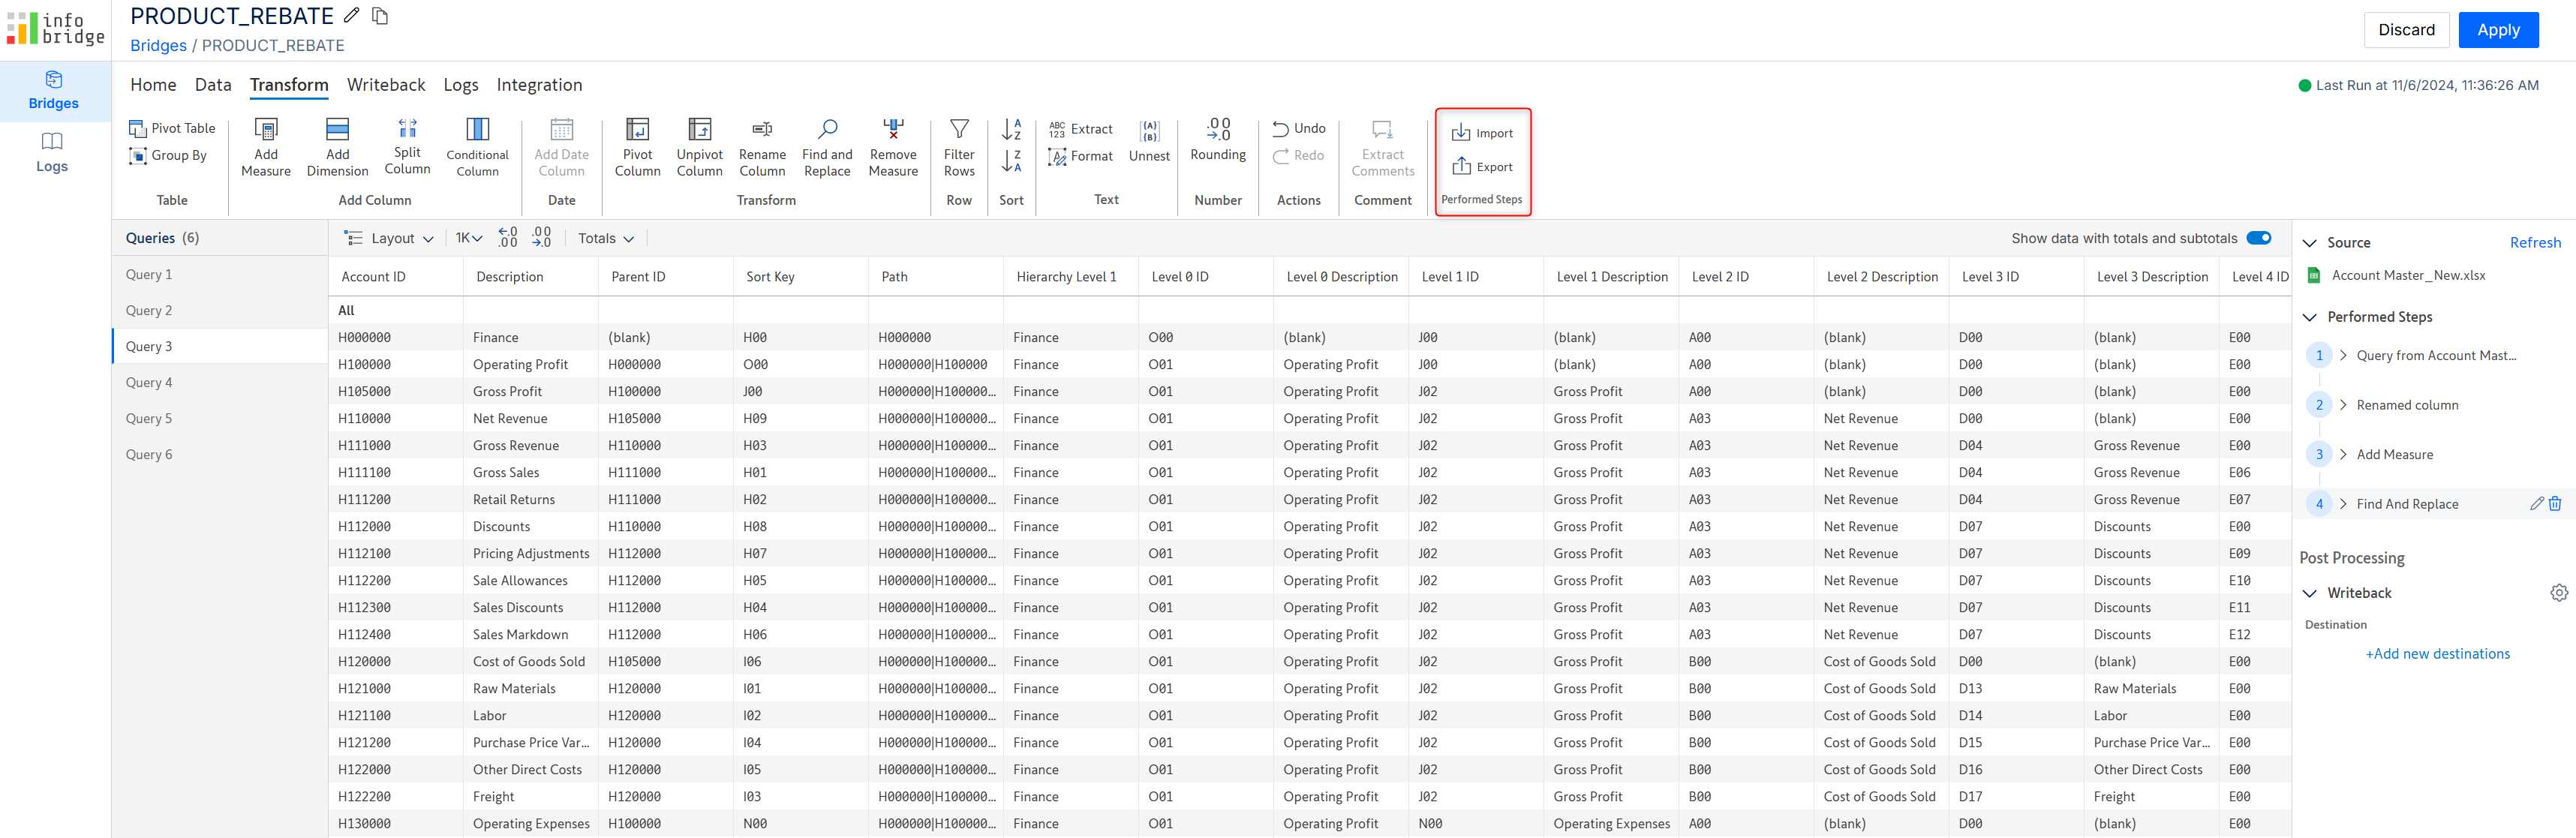 info bridge
PRODUCT_REBATE
Bridges / PRODUCT_REBATE
Discard
Apply
Bridges
Logs
Home Data Transform Writeback Logs Integration
Last Run at 11/6/2024, 11:36:26 AM
Pivot Table
Group By
Table
Add Measure
Add Dimension
Split Column
Conditional Column
Add Column
Add Date Column
Date
Pivot Column
Unpivot Column
Rename Column
Find and Replace
Remove Measure
Transform
Filter Rows
Row
A Z
Z A
Sort
ABC 123 Extract
Format
{A} {B} Unnest
Text
.00 .0 Rounding
Number
Undo
Redo
Actions
Extract Comments
Comment
Import
Export
Performed Steps
Queries (6)
Query 1
Query 2
Query 3
Query 4
Query 5
Query 6
Layout 1K .0 .00 .00 .0 Totals
Show data with totals and subtotals
Account ID Description Parent ID Sort Key Path Hierarchy Level 1 Level 0 ID Level 0 Description Level 1 ID Level 1 Description Level 2 ID Level 2 Description Level 3 ID Level 3 Description Level 4 ID
All
H000000 Finance (blank) H00 H000000 Finance O00 (blank) J00 (blank) A00 (blank) D00 (blank) E00
H100000 Operating Profit H000000 O00 H000000|H100000 Finance O01 Operating Profit J00 (blank) A00 (blank) D00 (blank) E00
H105000 Gross Profit H100000 J00 H000000|H100000... Finance O01 Operating Profit J02 Gross Profit A00 (blank) D00 (blank) E00
H110000 Net Revenue H105000 H09 H000000|H100000... Finance O01 Operating Profit J02 Gross Profit A03 Net Revenue D00 (blank) E00
H111000 Gross Revenue H110000 H03 H000000|H100000... Finance O01 Operating Profit J02 Gross Profit A03 Net Revenue D04 Gross Revenue E00
H111100 Gross Sales H111000 H01 H000000|H100000... Finance O01 Operating Profit J02 Gross Profit A03 Net Revenue D04 Gross Revenue E06
H111200 Retail Returns H111000 H02 H000000|H100000... Finance O01 Operating Profit J02 Gross Profit A03 Net Revenue D04 Gross Revenue E07
H112000 Discounts H110000 H08 H000000|H100000... Finance O01 Operating Profit J02 Gross Profit A03 Net Revenue D07 Discounts E00
H112100 Pricing Adjustments H112000 H07 H000000|H100000... Finance O01 Operating Profit J02 Gross Profit A03 Net Revenue D07 Discounts E09
H112200 Sale Allowances H112000 H05 H000000|H100000... Finance O01 Operating Profit J02 Gross Profit A03 Net Revenue D07 Discounts E10
H112300 Sales Discounts H112000 H04 H000000|H100000... Finance O01 Operating Profit J02 Gross Profit A03 Net Revenue D07 Discounts E11
H112400 Sales Markdown H112000 H06 H000000|H100000... Finance O01 Operating Profit J02 Gross Profit A03 Net Revenue D07 Discounts E12
H120000 Cost of Goods Sold H105000 I06 H000000|H100000... Finance O01 Operating Profit J02 Gross Profit B00 Cost of Goods Sold D00 (blank) E00
H121000 Raw Materials H120000 I01 H000000|H100000... Finance O01 Operating Profit J02 Gross Profit B00 Cost of Goods Sold D13 Raw Materials E00
H121100 Labor H120000 I02 H000000|H100000... Finance O01 Operating Profit J02 Gross Profit B00 Cost of Goods Sold D14 Labor E00
H121200 Purchase Price Var... H120000 I04 H000000|H100000... Finance O01 Operating Profit J02 Gross Profit B00 Cost of Goods Sold D15 Purchase Price Var... E00
H122000 Other Direct Costs H120000 I05 H000000|H100000... Finance O01 Operating Profit J02 Gross Profit B00 Cost of Goods Sold D16 Other Direct Costs E00
H122200 Freight H120000 I03 H000000|H100000... Finance O01 Operating Profit J02 Gross Profit B00 Cost of Goods Sold D17 Freight E00
H130000 Operating Expenses H100000 N00 H000000|H100000... Finance O01 Operating Profit N00 Operating Expenses A00 (blank) D00 (blank) E00
Source Refresh
Account Master_New.xlsx
Performed Steps
1 Query from Account Mast...
2 Renamed column
3 Add Measure
4 Find And Replace
Post Processing
Writeback
Destination
+Add new destinations